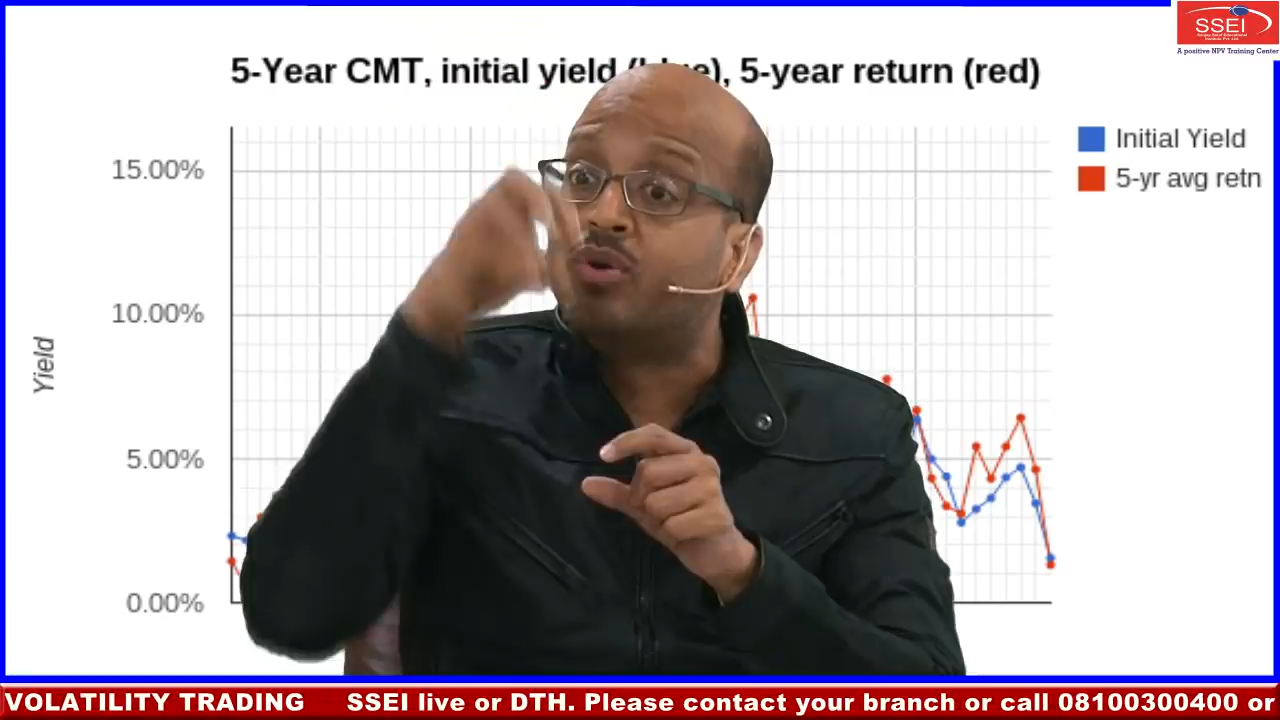 SSEI
A positive NPV Training Center
5-Year CMT, initial yield (blue), 5-year return (red)
Initial Yield
5-yr avg retn
15.00%
10.00%
5.00%
0.00%
Yield
VOLATILITY TRADING SSEI live or DTH. Please contact your branch or call 08100300400 or